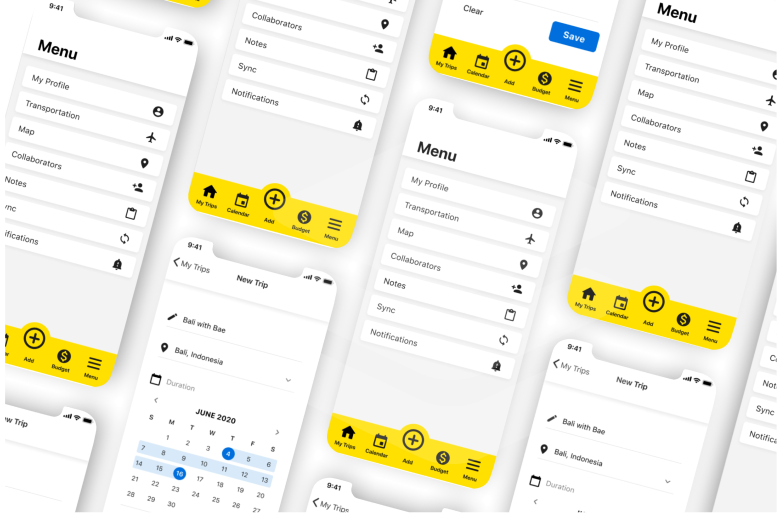 9:41
Menu
My Profile
Transportation
Map
Collaborators
Notes
Sync
Notifications
Add
Budget
Menu
Collaborators
Notes
Sync
Notifications
My Trips
Calendar
Add
Budget
Menu
Clear
Save
My Trips
Calendar
Add
Budget
Menu
Menu
My Profile
Transportation
Map
Collaborators
Notes
Sync
Notifications
My Trips
Calendar
Add
Budget
Menu
9:41
Menu
My Profile
Transportation
Map
Collaborators
Notes
Sync
Notifications
My Trips
Calendar
Add
Budget
Menu
9:41
My Trips
New Trip
Bali with Bae
Bali, Indonesia
Duration
JUNE 2020
S M T W T F S
1 2 3 4 5 6
7 8 9 10 11 12 13
14 15 16 17 18 19 20
21 22 23 24 25 26 27
28 29 30
9:41
My Trips
New Trip
Bali with Bae
Bali, Indonesia
Duration
9:41
My Trips
Trip
Notes
Sync